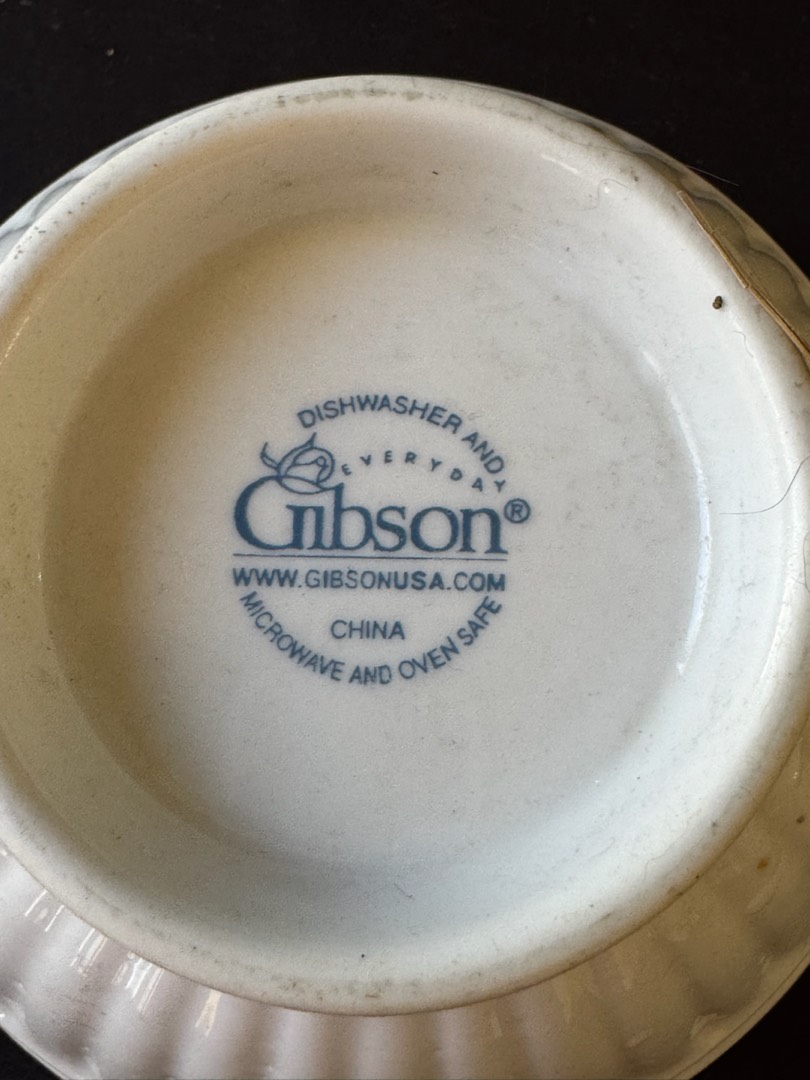 DISHWASHER AND
EVERYDAY
Gibson®
WWW.GIBSONUSA.COM
CHINA
MICROWAVE AND OVEN SAFE